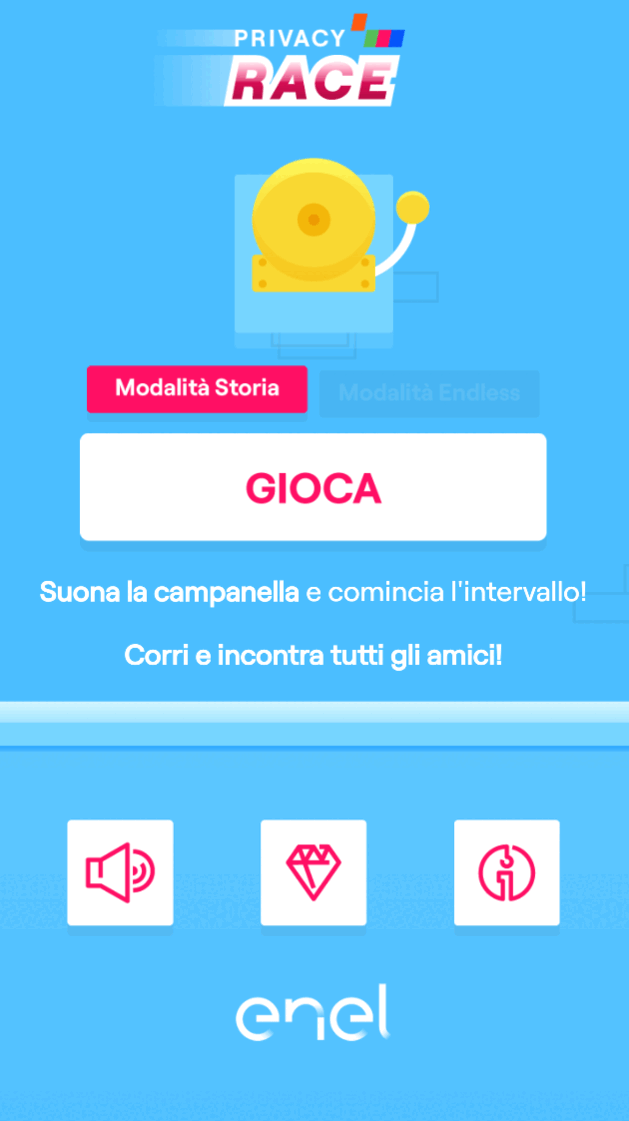 PRIVACY
RACE
Modalità Storia
Modalità Endless
GIOCA
Suona la campanella e comincia l'intervallo!
Corri e incontra tutti gli amici!
enel